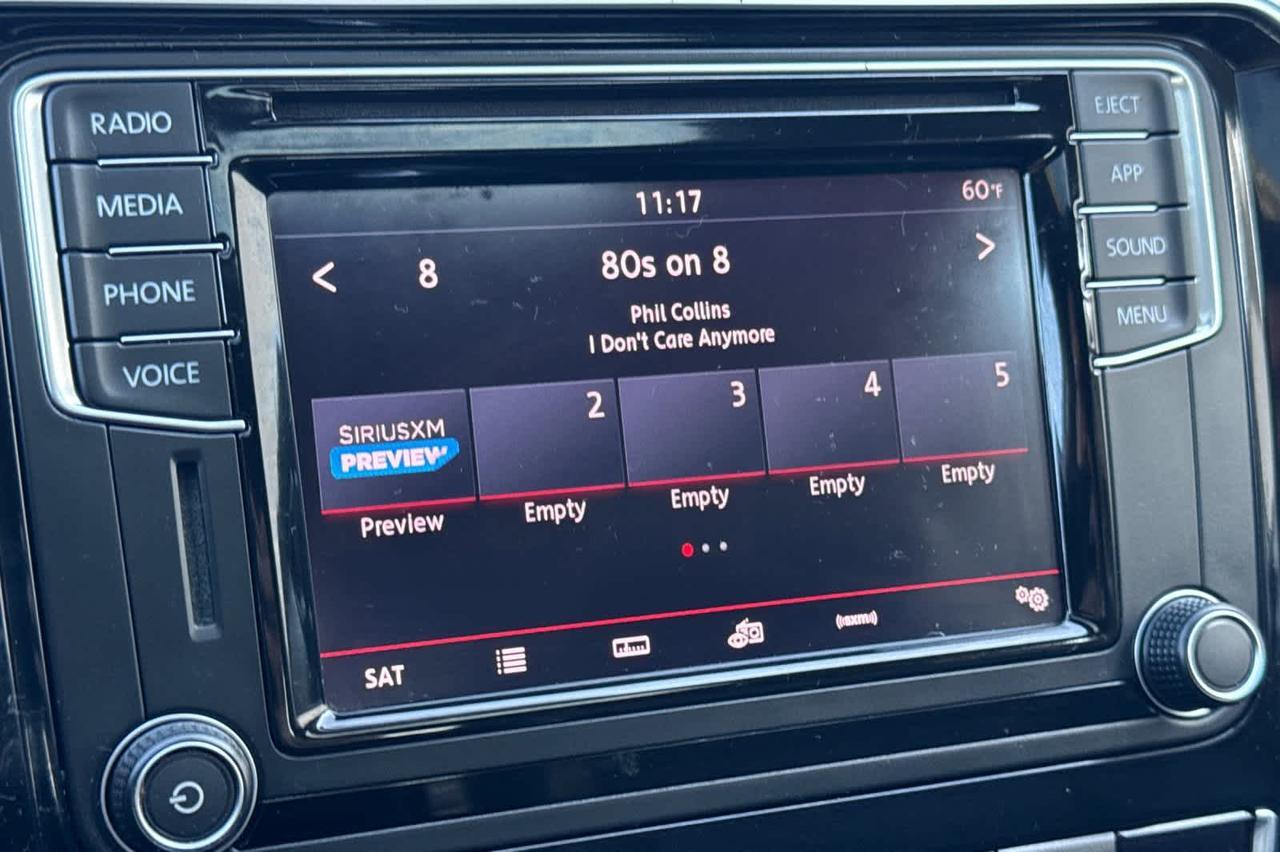 RADIO
MEDIA
PHONE
VOICE
EJECT
APP
SOUND
MENU
11:17
60°F
< 8 80s on 8 >
Phil Collins
I Don't Care Anymore
SIRIUSXM
PREVIEW
Preview
2
Empty
3
Empty
4
Empty
5
Empty
SAT
((sxm))